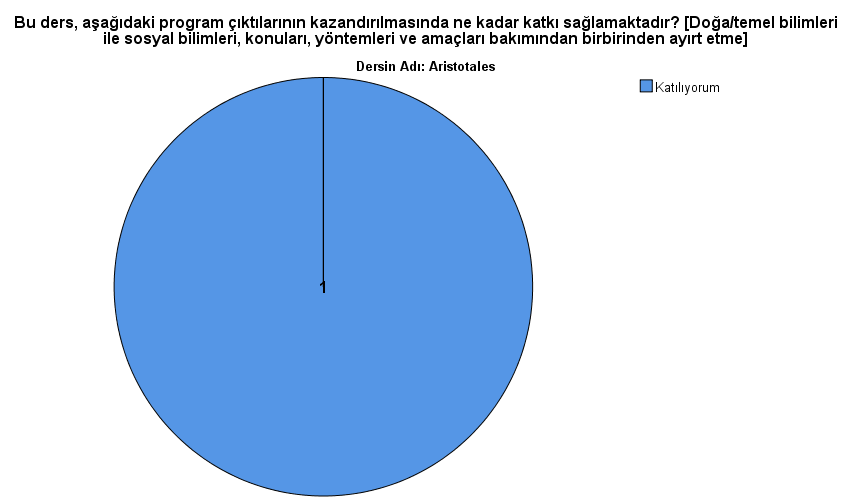 Bu ders, aşağıdaki program çıktılarının kazandırılmasında ne kadar katkı sağlamaktadır? [Doğa/temel bilimleri
ile sosyal bilimleri, konuları, yöntemleri ve amaçları bakımından birbirinden ayırt etme]
Dersin Adı: Aristotales
Katılıyorum
1